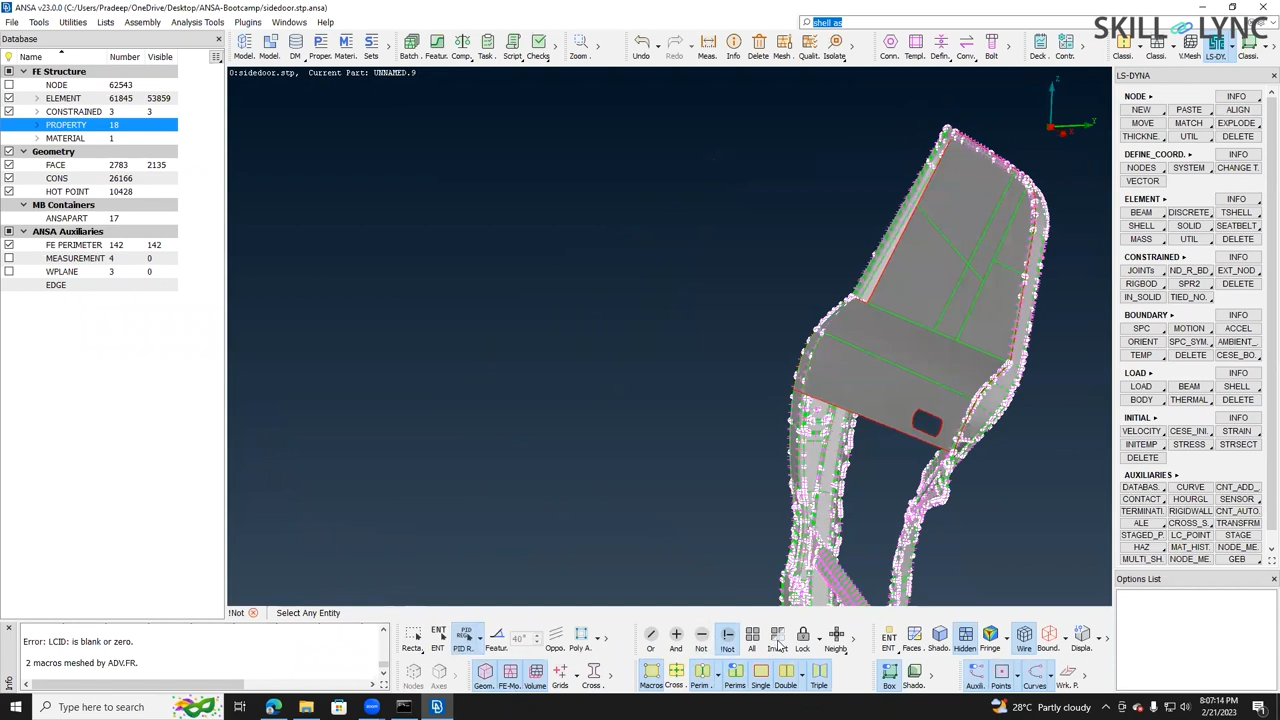 ANSA v23.0.0 C:/Users/Pradeep/OneDrive/Desktop/ANSA-Bootcamp/sidedoor.stp.ansa/
File Tools Utilities Lists Assembly Analysis Tools Plugins Windows Help
shell as
SKILL LYNC
Database
Name Number Visible
FE Structure
NODE 62543
ELEMENT 61845 53859
CONSTRAINED 3 3
PROPERTY 18
MATERIAL 1
Geometry
FACE 2783 2135
CONS 26166
HOT POINT 10428
MB Containers
ANSAPART 17
ANSA Auxiliaries
FE PERIMETER 142 142
MEASUREMENT 4 0
WPLANE 3 0
EDGE
Model. Model. DM Proper. Materi. Sets Batch. Featur. Comp. Task . Script. Checks Zoom . Undo Measu. Info Delete Mass . Qualit. Isolate Conn. Templ. Defin. Conv. Bolt Deck . Contr. Classi. Classi. V.Mesh LS-DY. Classi.
0:sidedoor.stp, Current Part: UNNAMED.9
Z
Y
X
LS-DYNA
NODE INFO
NEW PASTE ALIGN
MOVE MATCH EXPLODE
THICKNE. UTIL DELETE
DEFINE_COORD. INFO
NODES SYSTEM CHANGE T.
VECTOR
ELEMENT INFO
BEAM DISCRETE TSHELL
SHELL SOLID SEATBELT
MASS UTIL DELETE
CONSTRAINED INFO
JOINTs ND_R_BD EXT_NOD
RIGBOD SPR2 DELETE
IN_SOLID TIED_NO.
BOUNDARY INFO
SPC MOTION ACCEL
ORIENT SPC_SYM. AMBIENT_.
TEMP DELETE CESE_BO.
LOAD INFO
LOAD BEAM SHELL
BODY THERMAL DELETE
INITIAL INFO
VELOCITY CESE_INI. STRAIN
INITEMP STRESS STRSECT
DELETE
AUXILIARIES INFO
DATABAS. CURVE CNT_ADD_
CONTACT HOURGL SENSOR
TERMINATI. RIGIDWALL CNT_AUTO.
ALE CROSS_S. TRANSFRM
STAGED_P. LC_POINT STAGE
HAZ MAT_HIST. NODE_ME.
MULTI_SH. NODE_ME. GEB
Options List
!Not Select Any Entity
Error: LCID: is blank or zero.
2 macros meshed by ADV.FR.
Info
Recta. ENT PID R. Featur. 40° Oppo. Poly A. Or And Not !Not All Invert Lock Neighb. ENT Faces . Shado. Hidden Fringe Wire Bound. Displa.
Nodes Axes Geom. FE-Mo. Volume Grids Cross. Macros Cross . Perim . Perims Single Double Triple Box Shado. Auxili. Points Curves Wrk. P.
Type here to search
28°C Partly cloudy
8:07:14 PM
2/21/2023